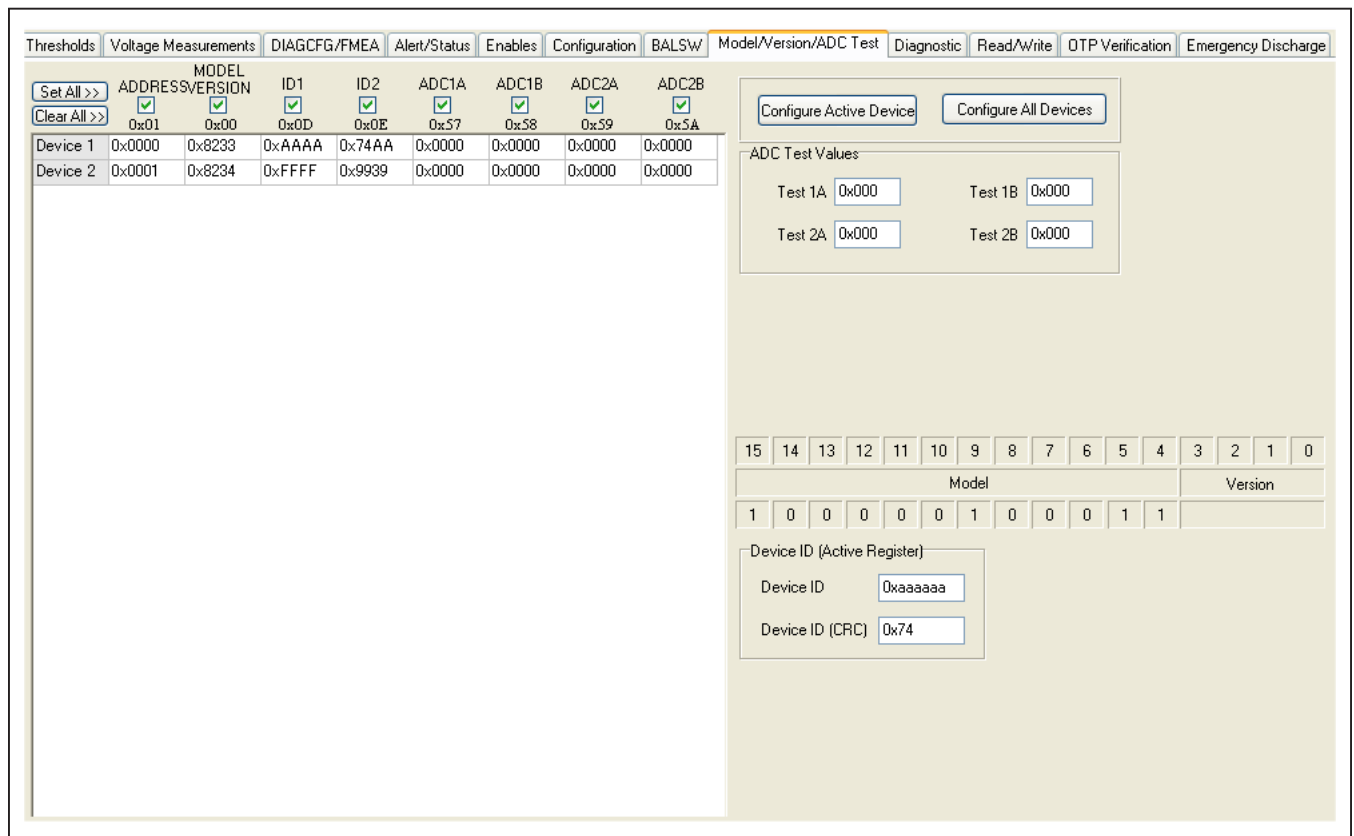 Thresholds Voltage Measurements DIAGCFG/FMEA Alert/Status Enables Configuration BALSW Model/Version/ADC Test Diagnostic Read/Write OTP Verification Emergency Discharge
Set All >> ADDRESS MODEL VERSION ID1 ID2 ADC1A ADC1B ADC2A ADC2B
Clear All >> 0x01 0x00 0x0D 0x0E 0x57 0x58 0x59 0x5A
Device 1 0x0000 0x8233 0xAAAA 0x74AA 0x0000 0x0000 0x0000 0x0000
Device 2 0x0001 0x8234 0xFFFF 0x9939 0x0000 0x0000 0x0000 0x0000
Configure Active Device Configure All Devices
ADC Test Values
Test 1A 0x000 Test 1B 0x000
Test 2A 0x000 Test 2B 0x000
15 14 13 12 11 10 9 8 7 6 5 4 3 2 1 0
Model Version
1 0 0 0 0 0 1 0 0 0 1 1
Device ID (Active Register)
Device ID 0xaaaaaa
Device ID (CRC) 0x74